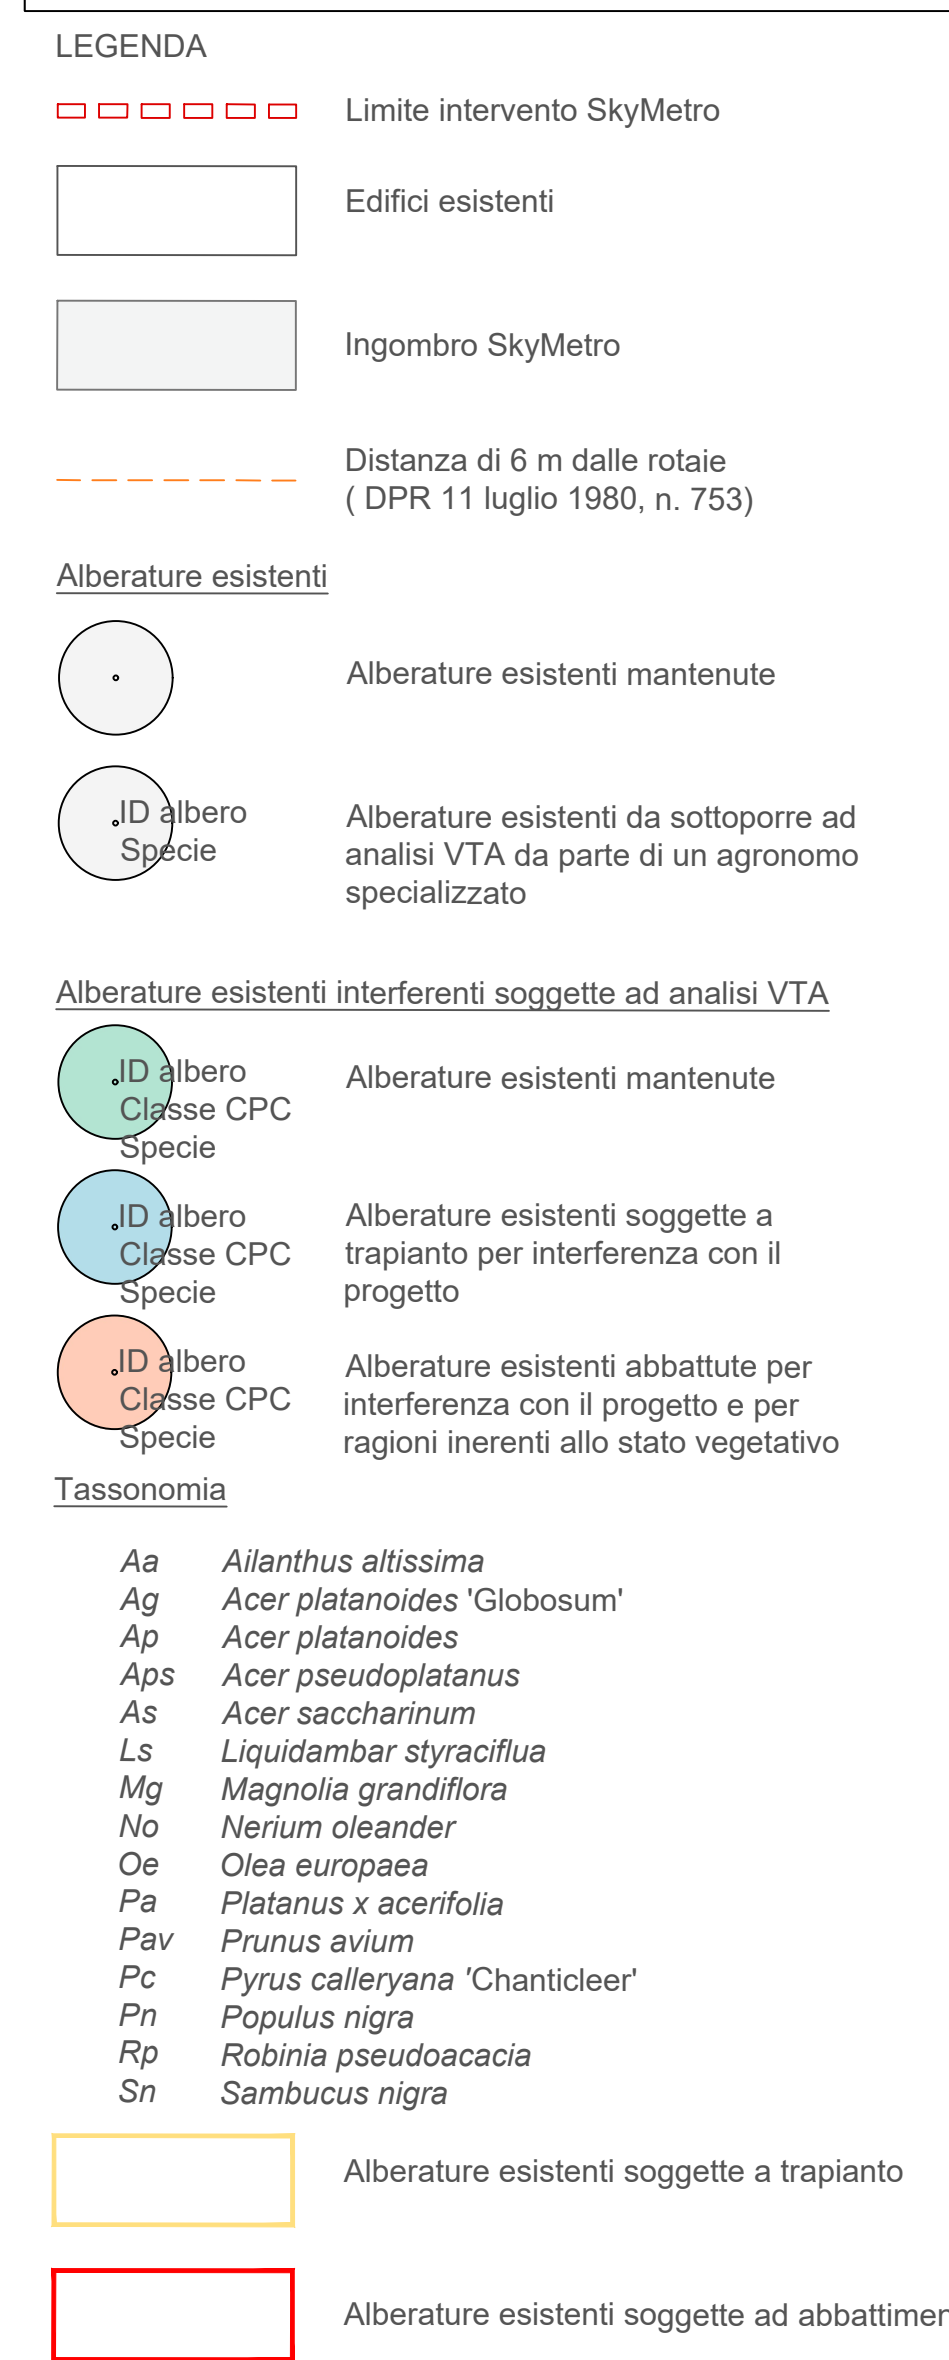 LEGENDA
Limite intervento SkyMetro
Edifici esistenti
Ingombro SkyMetro
Distanza di 6 m dalle rotaie
( DPR 11 luglio 1980, n. 753)
Alberature esistenti
Alberature esistenti mantenute
ID albero
Specie
Alberature esistenti da sottoporre ad
analisi VTA da parte di un agronomo
specializzato
Alberature esistenti interferenti soggette ad analisi VTA
ID albero
Classe CPC
Specie
Alberature esistenti mantenute
ID albero
Classe CPC
Specie
Alberature esistenti soggette a
trapianto per interferenza con il
progetto
ID albero
Classe CPC
Specie
Alberature esistenti abbattute per
interferenza con il progetto e per
ragioni inerenti allo stato vegetativo
Tassonomia
Aa Ailanthus altissima
Ag Acer platanoides 'Globosum'
Ap Acer platanoides
Aps Acer pseudoplatanus
As Acer saccharinum
Ls Liquidambar styraciflua
Mg Magnolia grandiflora
No Nerium oleander
Oe Olea europaea
Pa Platanus x acerifolia
Pav Prunus avium
Pc Pyrus calleryana 'Chanticleer'
Pn Populus nigra
Rp Robinia pseudoacacia
Sn Sambucus nigra
Alberature esistenti soggette a trapianto
Alberature esistenti soggette ad